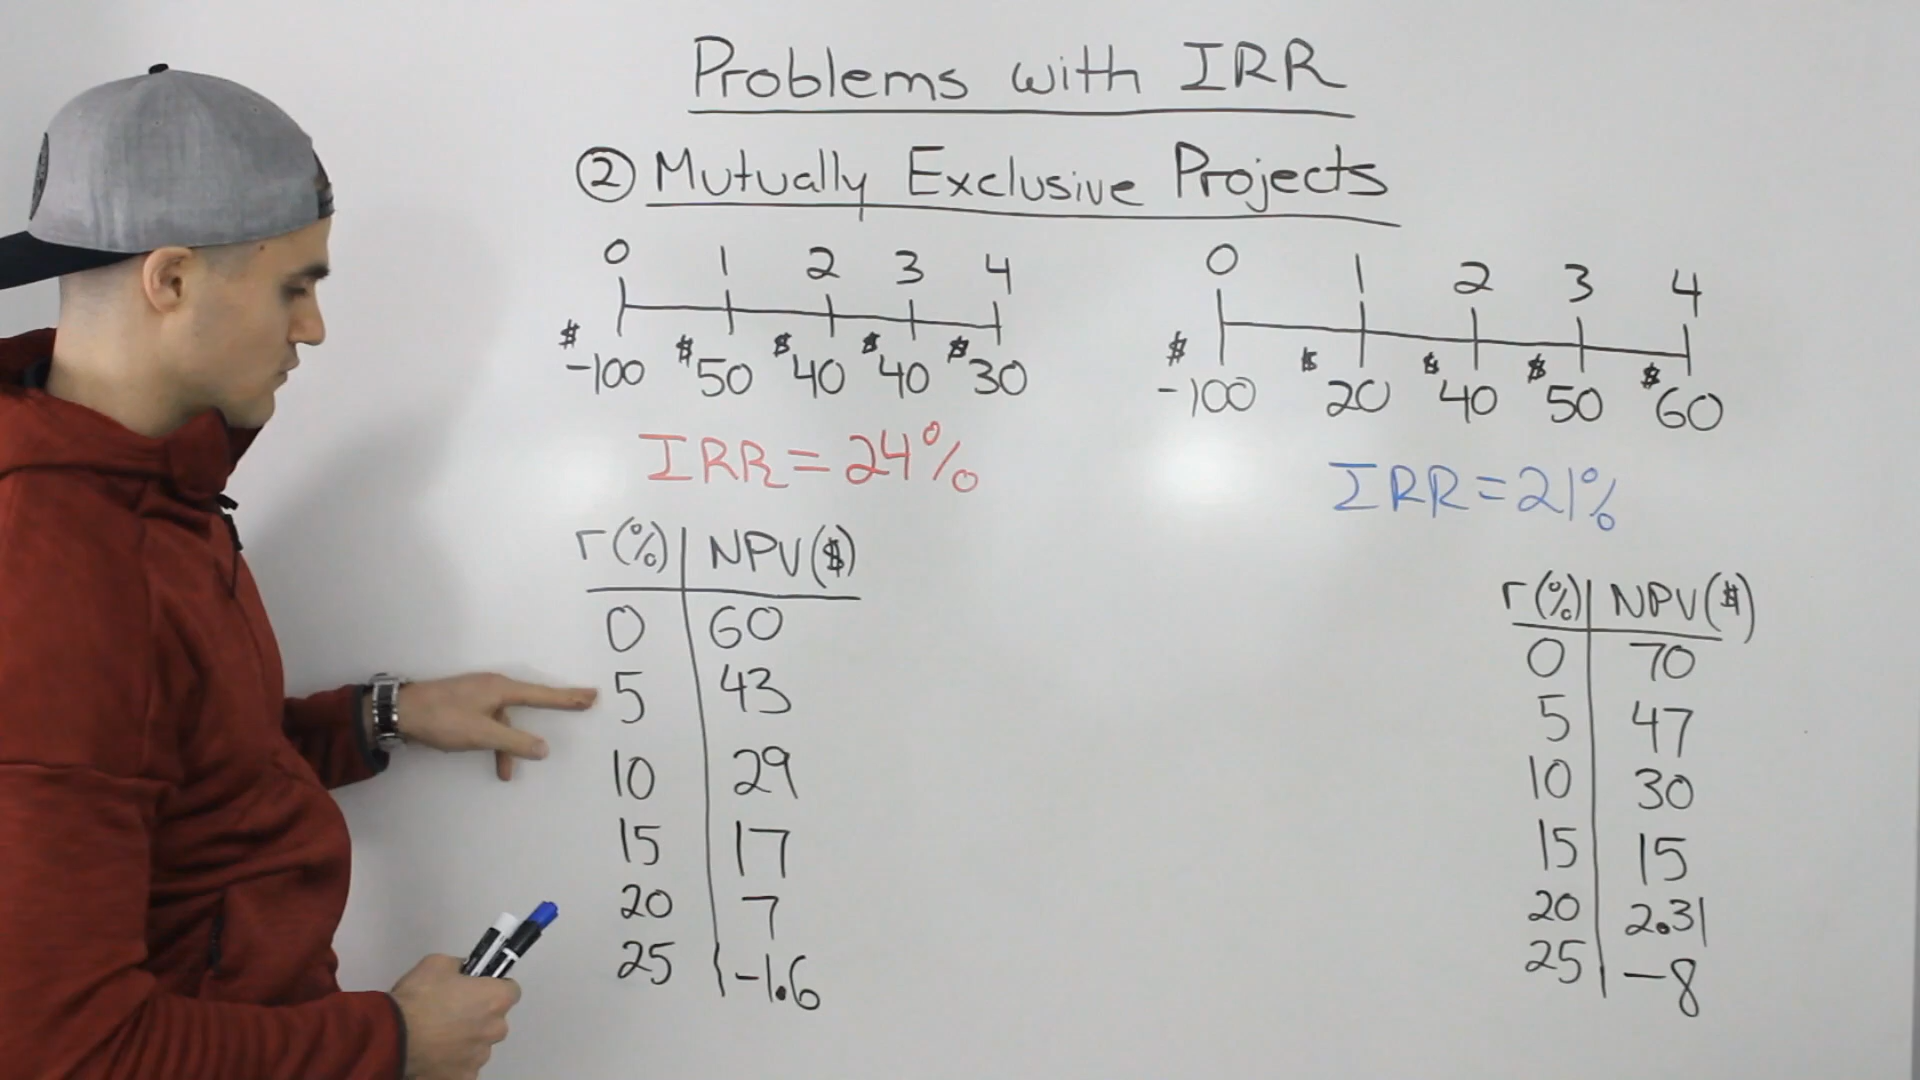 Problems with IRR
② Mutually Exclusive Projects
0 1 2 3 4
$-100 $50 $40 $40 $30
IRR = 24%
r(%) NPV($)
0 60
5 43
10 29
15 17
20 7
25 -1.6
0 1 2 3 4
$-100 $20 $40 $50 $60
IRR = 21%
r(%) NPV($)
0 70
5 47
10 30
15 15
20 2.31
25 -8